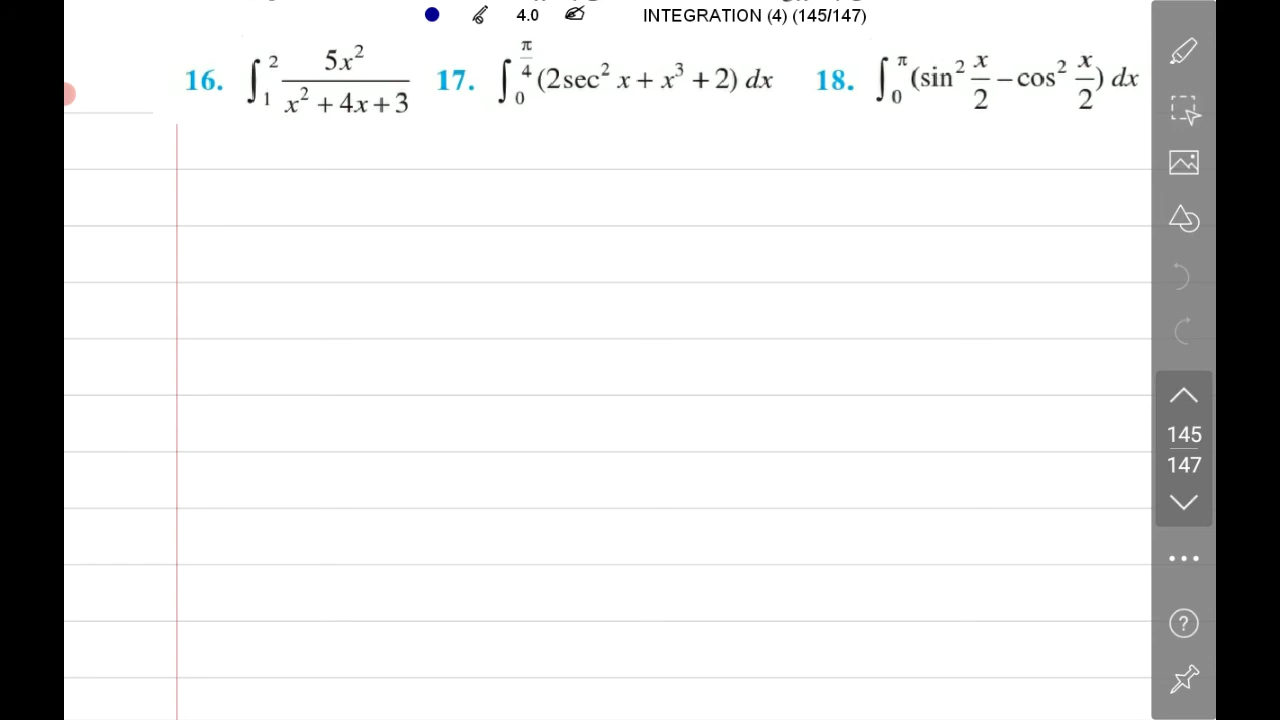 4.0 INTEGRATION (4) (145/147)
16. ∫₁² 5x²/(x² + 4x + 3) 17. ∫₀^(π/4) (2sec² x + x³ + 2) dx 18. ∫₀^π (sin² x/2 − cos² x/2) dx
145
147
?